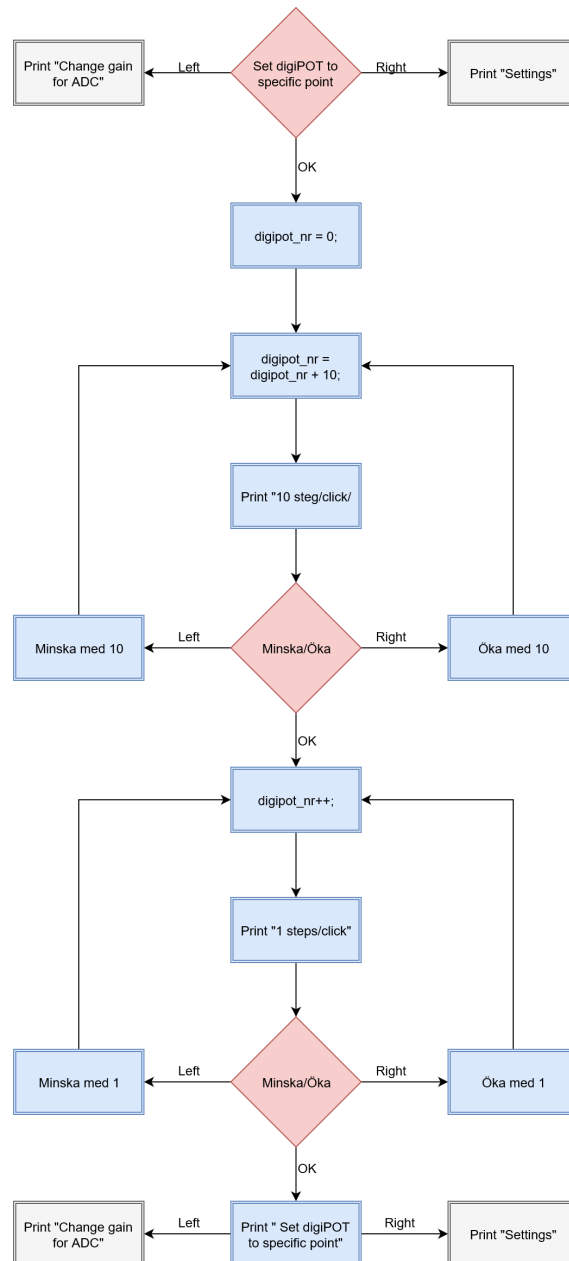 Print "Change gain
for ADC"
Left
Set digiPOT to
specific point
Right
Print "Settings"
OK
digipot_nr = 0;
digipot_nr =
digipot_nr + 10;
Print "10 steg/click/
Minska med 10
Left
Minska/Öka
Right
Öka med 10
OK
digipot_nr++;
Print "1 steps/click"
Minska med 1
Left
Minska/Öka
Right
Öka med 1
OK
Print "Change gain
for ADC"
Left
Print " Set digiPOT
to specific point"
Right
Print "Settings"